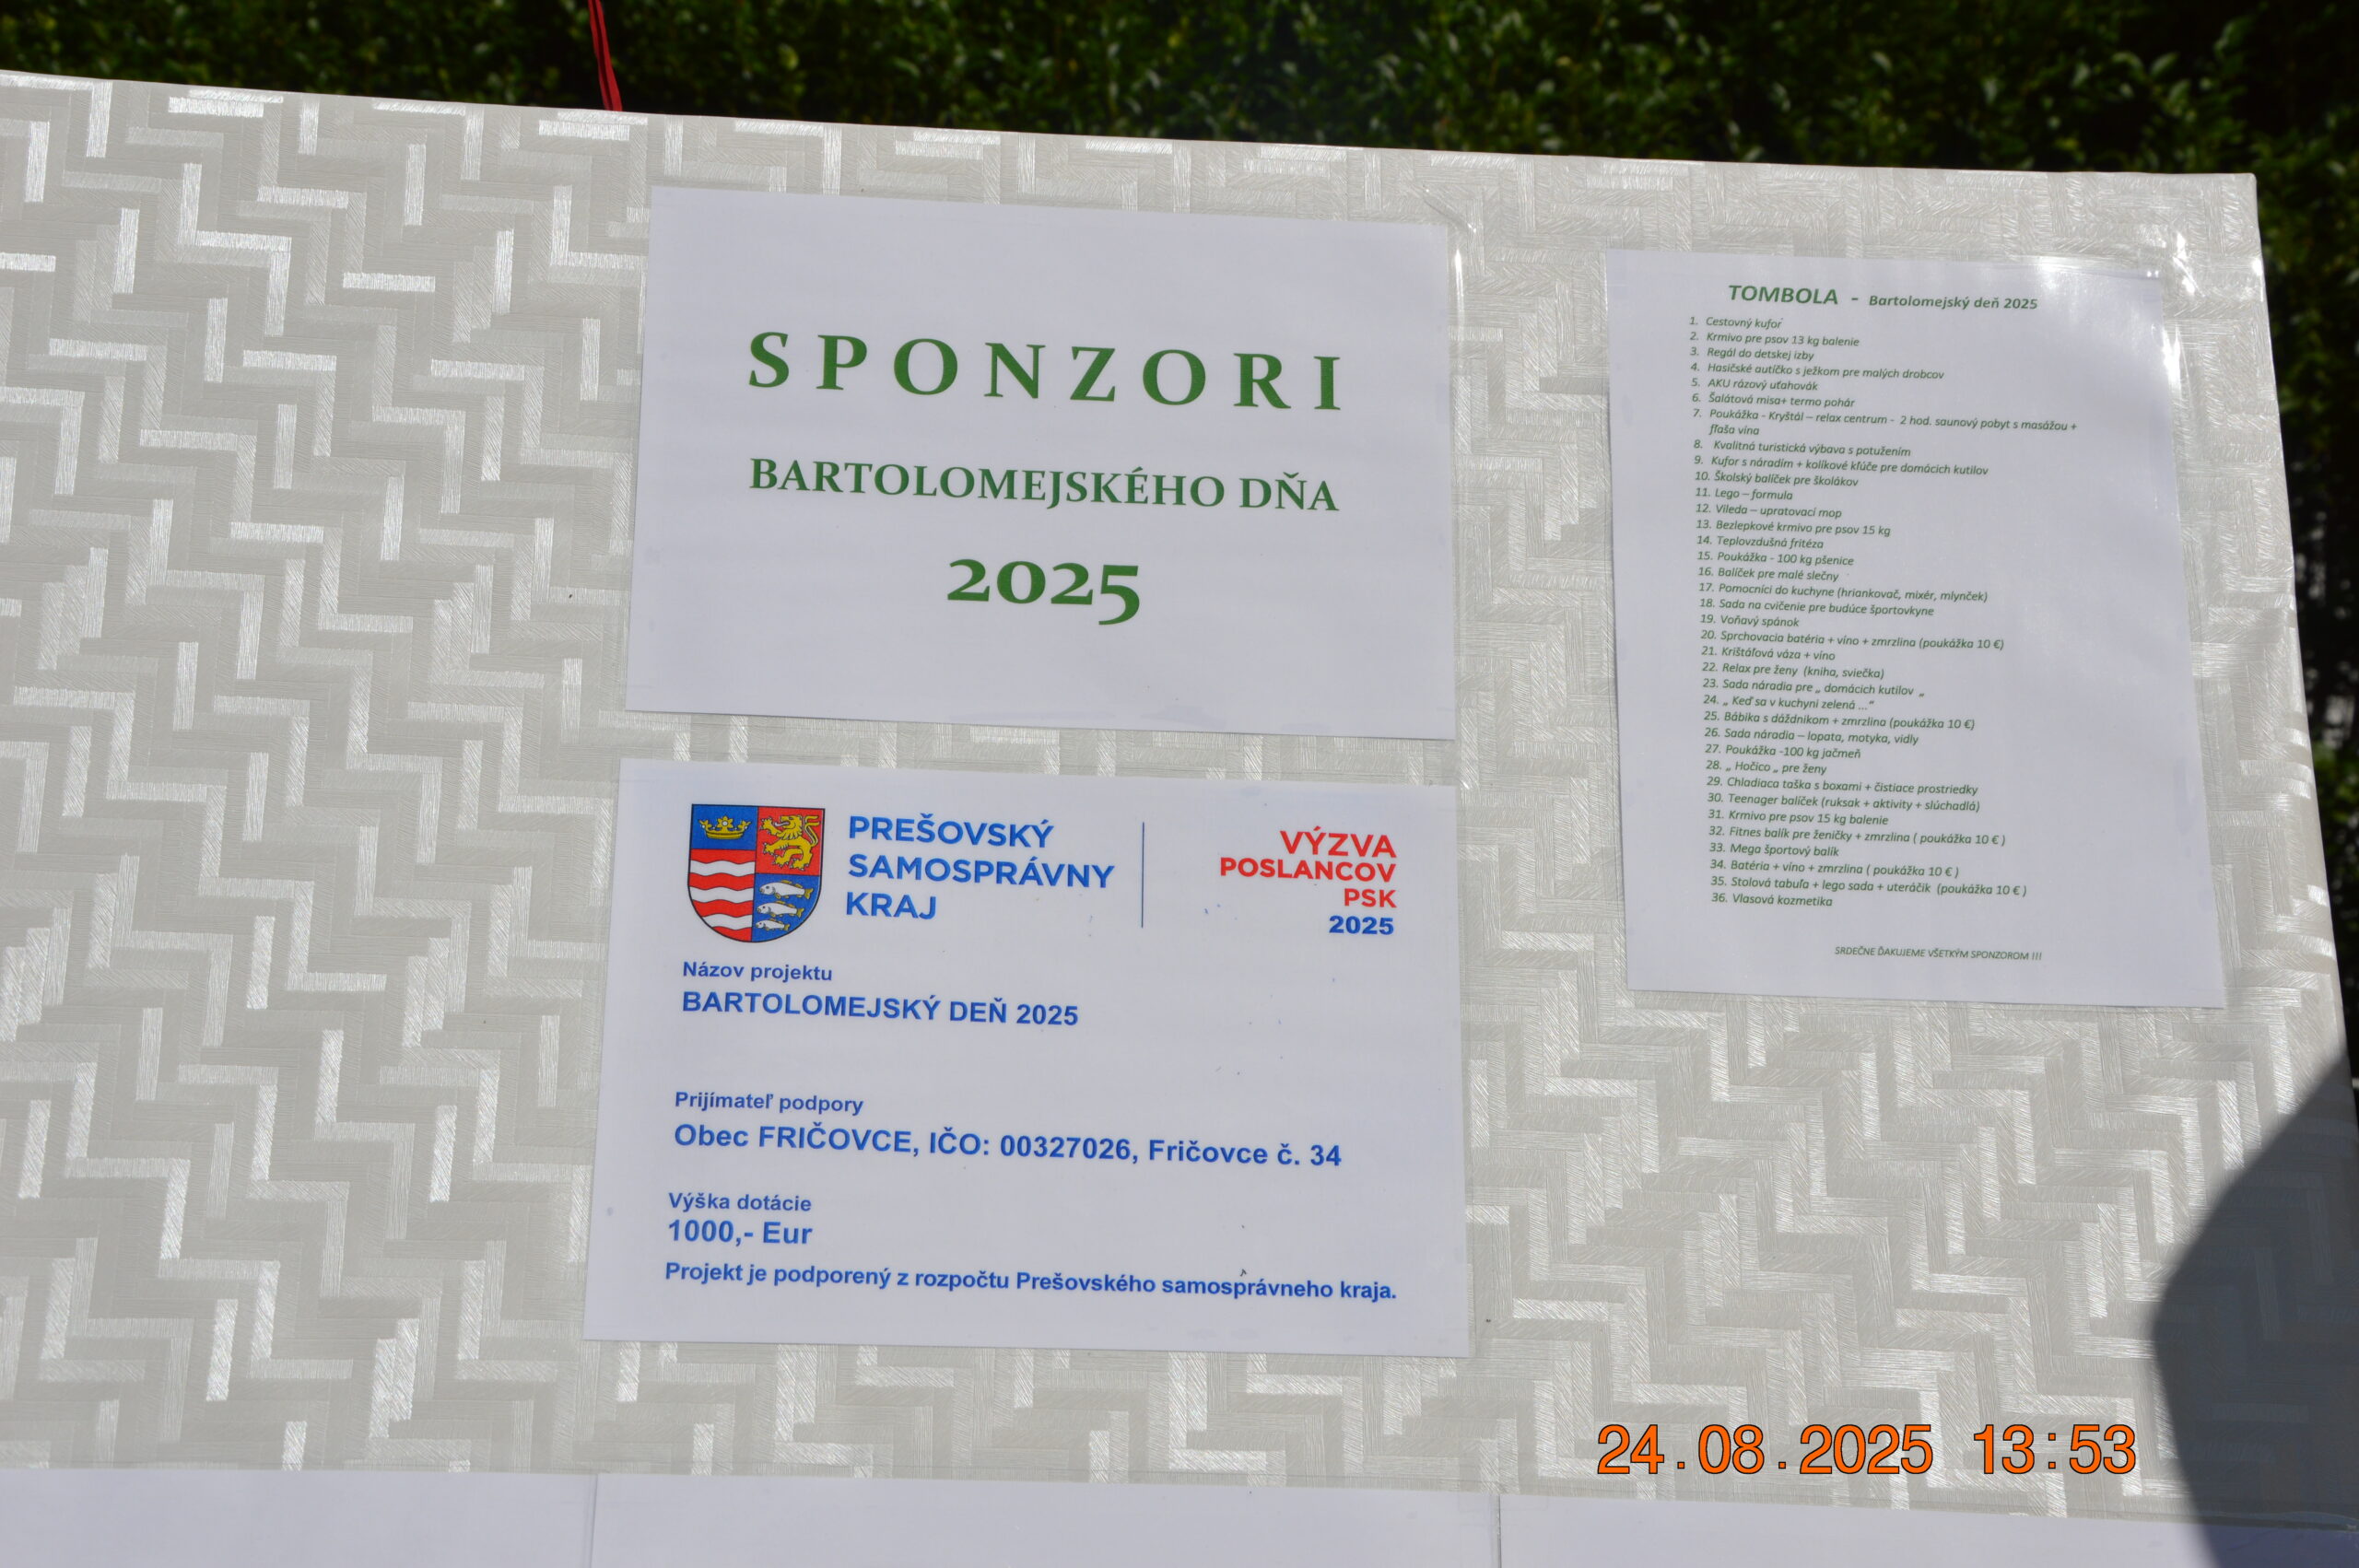 SPONZORI
BARTOLOMEJSKÉHO DŇA
2025
PREŠOVSKÝ
SAMOSPRÁVNY
KRAJ
VÝZVA
POSLANCOV
PSK
2025
Názov projektu
BARTOLOMEJSKÝ DEŇ 2025
Prijímateľ podpory
Obec FRIČOVCE, IČO: 00327026, Fričovce č. 34
Výška dotácie
1000,- Eur
Projekt je podporený z rozpočtu Prešovského samosprávneho kraja.
TOMBOLA - Bartolomejský deň 2025
1. Cestovný kufor
2. Krmivo pre psov 13 kg balenie
3. Regál do detskej izby
4. Hasičské autíčko s ježkom pre malých drobcov
5. AKU rázový uťahovák
6. Šalátová misa+ termo pohár
7. Poukážka - Kryštál – relax centrum - 2 hod. saunový pobyt s masážou +
fľaša vína
8. Kvalitná turistická výbava s potužením
9. Kufor s náradím + kolíkové kľúče pre domácich kutilov
10. Školský balíček pre školákov
11. Lego – formula
12. Vileda – upratovací mop
13. Bezlepkové krmivo pre psov 15 kg
14. Teplovzdušná fritéza
15. Poukážka - 100 kg pšenice
16. Balíček pre malé slečny
17. Pomocníci do kuchyne (hriankovač, mixér, mlynček)
18. Sada na cvičenie pre budúce športovkyne
19. Voňavý spánok
20. Sprchovacia batéria + víno + zmrzlina (poukážka 10 €)
21. Krištáľová váza + víno
22. Relax pre ženy (kniha, sviečka)
23. Sada náradia pre „ domácich kutilov „
24. „ Keď sa v kuchyni zelená ...“
25. Bábika s dáždnikom + zmrzlina (poukážka 10 €)
26. Sada náradia – lopata, motyka, vidly
27. Poukážka -100 kg jačmeň
28. „ Hočico „ pre ženy
29. Chladiaca taška s boxami + čistiace prostriedky
30. Teenager balíček (ruksak + aktivity + slúchadlá)
31. Krmivo pre psov 15 kg balenie
32. Fitnes balík pre ženičky + zmrzlina ( poukážka 10 € )
33. Mega športový balík
34. Batéria + víno + zmrzlina ( poukážka 10 € )
35. Stolová tabuľa + lego sada + uteráčik (poukážka 10 € )
36. Vlasová kozmetika
SRDEČNE ĎAKUJEME VŠETKÝM SPONZOROM !!!
24.08.2025 13:53